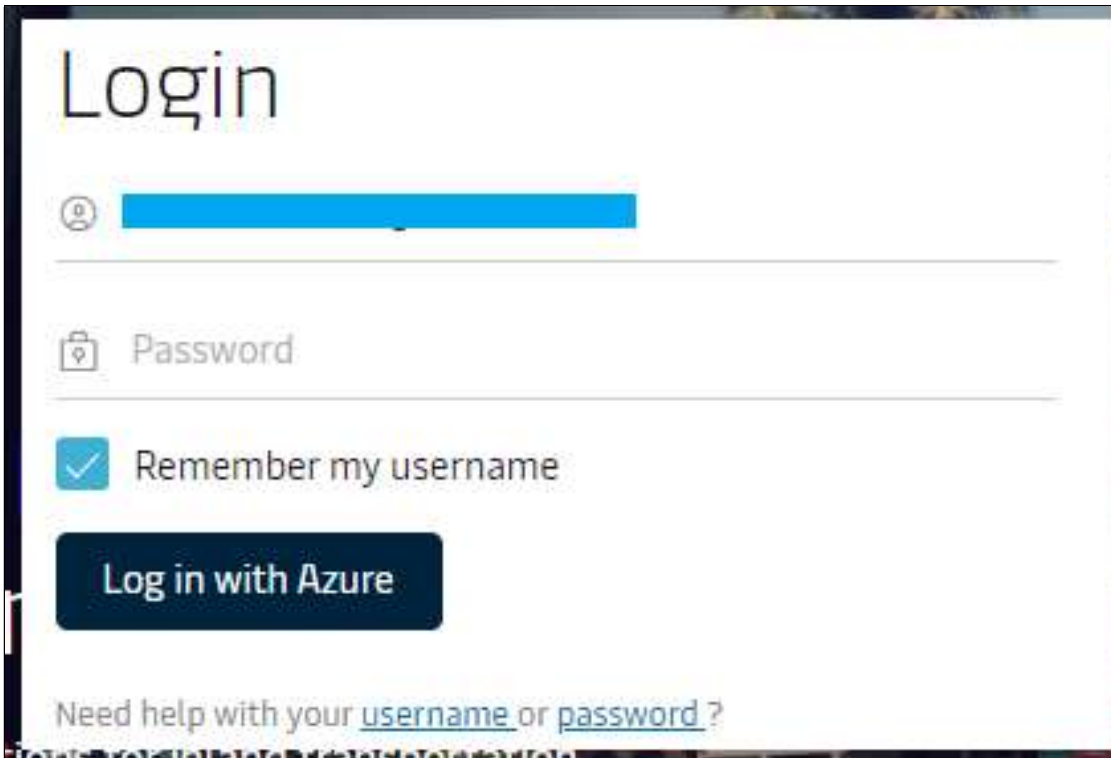 Login
Password
Remember my username
Log in with Azure
Need help with your username or password ?